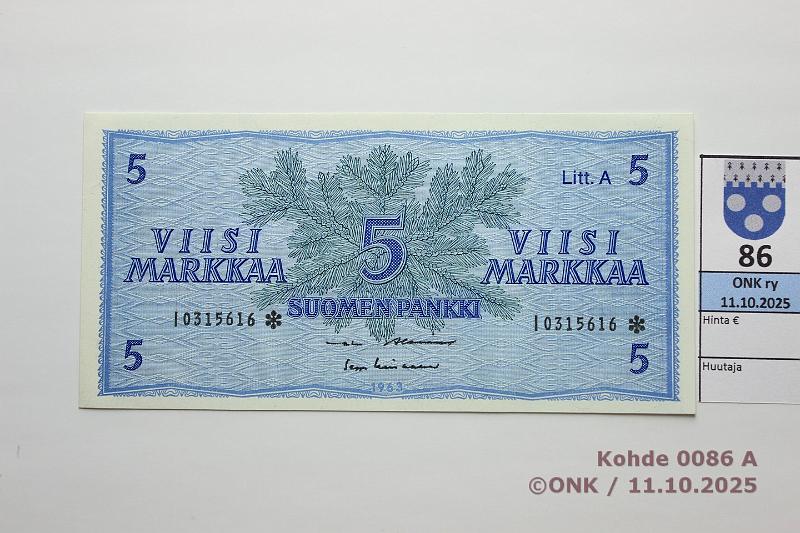 5
Litt. A 5
VIISI
MARKKAA
5
VIISI
MARKKAA
SUOMEN PANKKI
I0315616 *
I0315616 *
5
5
1963
86
ONK ry
11.10.2025
Hinta €
Huutaja
Kohde 0086 A
©ONK / 11.10.2025